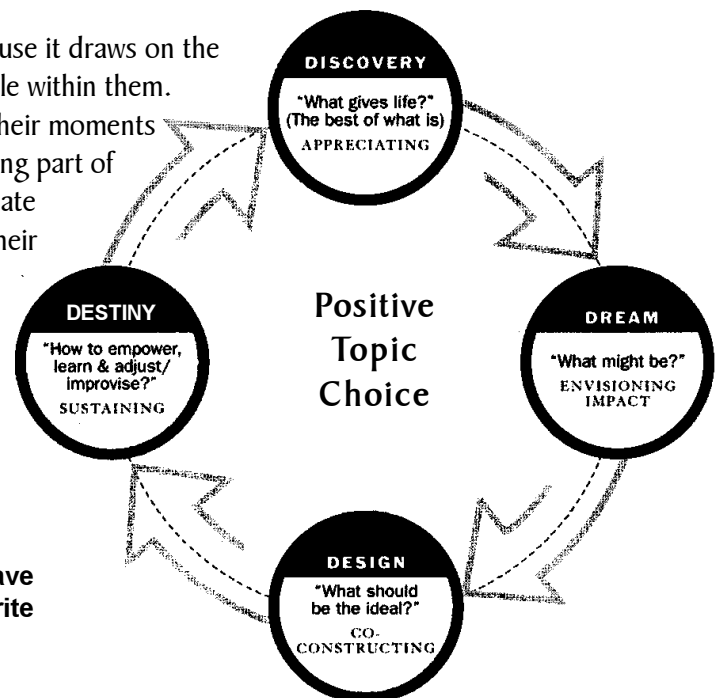 use it draws on the
le within them.
heir moments
ng part of
ate
heir
DISCOVERY
"What gives life?"
(The best of what is)
APPRECIATING
DREAM
"What might be?"
ENVISIONING
IMPACT
DESIGN
"What should
be the ideal?"
CO-
CONSTRUCTING
DESTINY
"How to empower,
learn & adjust/
improvise?"
SUSTAINING
Positive
Topic
Choice
ave
rite